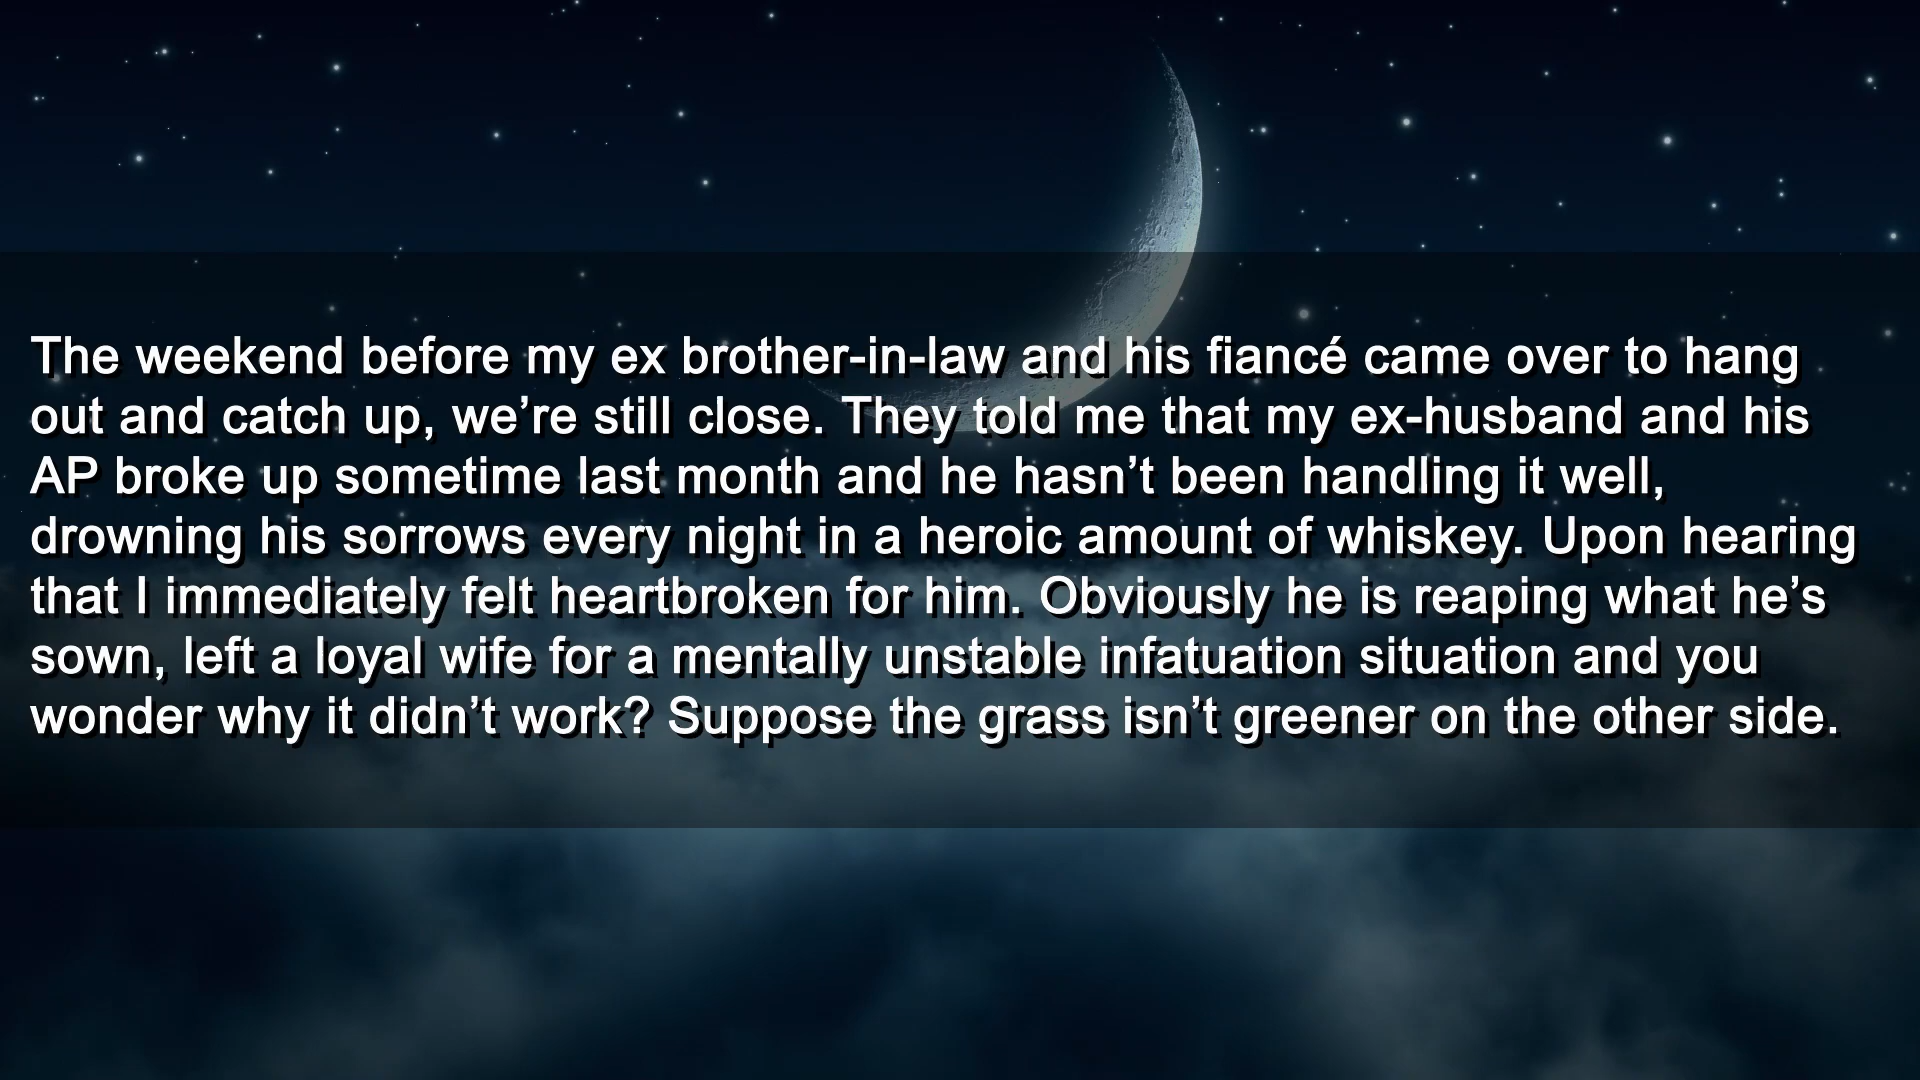 The weekend before my ex brother-in-law and his fiancé came over to hang
out and catch up, we’re still close. They told me that my ex-husband and his
AP broke up sometime last month and he hasn’t been handling it well,
drowning his sorrows every night in a heroic amount of whiskey. Upon hearing
that I immediately felt heartbroken for him. Obviously he is reaping what he’s
sown, left a loyal wife for a mentally unstable infatuation situation and you
wonder why it didn’t work? Suppose the grass isn’t greener on the other side.